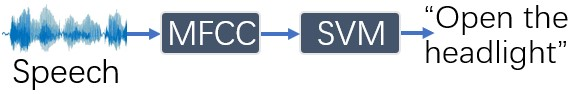 Speech
MFCC
SVM
“Open the
headlight”